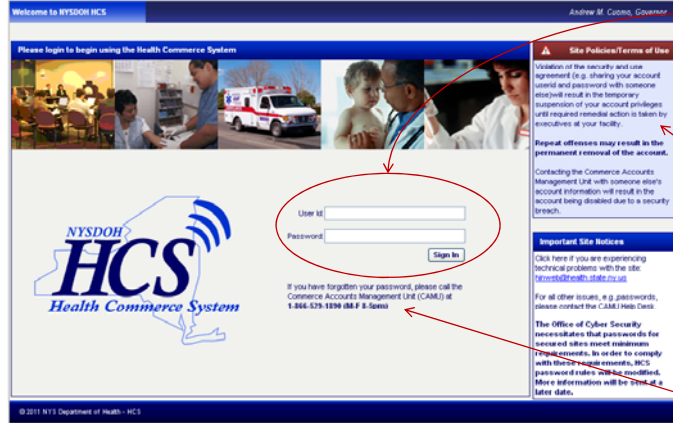 Welcome to NYSDOH HCS
Andrew M. Cuomo, Governor
Please login to begin using the Health Commerce System
Site Policies/Terms of Use
Violation of the security and use
agreement (e.g. sharing your account
userid and password with someone
else)will result in the temporary
suspension of your account privileges
until required remedial action is taken by
executives at your facility.
Repeat offenses may result in the
permanent removal of the account.
Contacting the Commerce Accounts
Management Unit with someone else's
account information will result in the
account being disabled due to a security
breach.
NYSDOH
HCS
Health Commerce System
User Id:
Password:
Sign In
If you have forgotten your password, please call the
Commerce Accounts Management Unit (CAMU) at
1-866-529-1890 (M-F 8-5pm)
Important Site Notices
Click here if you are experiencing
technical problems with the site:
hinweb@health.state.ny.us
For all other issues, e.g.,passwords,
please contact the CAMU Help Desk.
The Office of Cyber Security
necessitates that passwords for
secured sites meet minimum
requirements. In order to comply
with these requirements, HCS
password rules will be modified.
More information will be sent at a
later date.
© 2011 NYS Department of Health - HCS